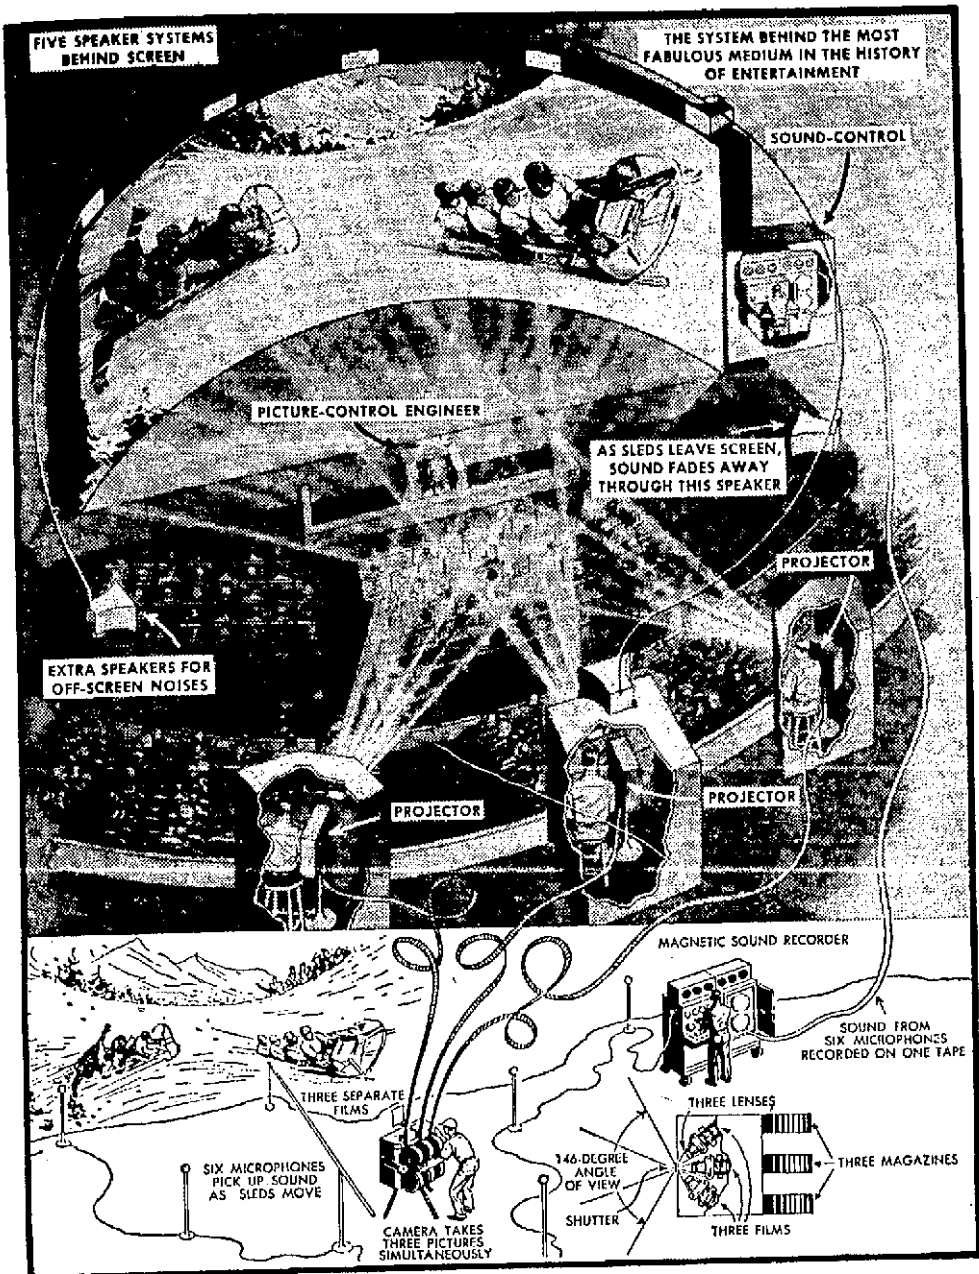 FIVE SPEAKER SYSTEMS
BEHIND SCREEN
THE SYSTEM BEHIND THE MOST
FABULOUS MEDIUM IN THE HISTORY
OF ENTERTAINMENT
SOUND-CONTROL
PICTURE-CONTROL ENGINEER
AS SLEDS LEAVE SCREEN,
SOUND FADES AWAY
THROUGH THIS SPEAKER
PROJECTOR
EXTRA SPEAKERS FOR
OFF-SCREEN NOISES
PROJECTOR
PROJECTOR
MAGNETIC SOUND RECORDER
SOUND FROM
SIX MICROPHONES
RECORDED ON ONE TAPE
THREE SEPARATE
FILMS
THREE LENSES
146-DEGREE
ANGLE
OF VIEW
THREE MAGAZINES
SIX MICROPHONES
PICK UP SOUND
AS SLEDS MOVE
SHUTTER
THREE FILMS
CAMERA TAKES
THREE PICTURES
SIMULTANEOUSLY